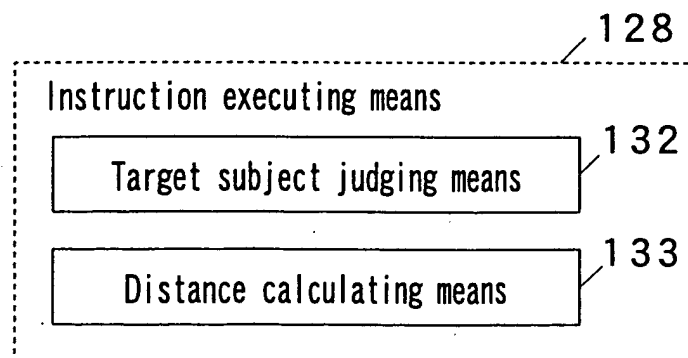 128
Instruction executing means
132
Target subject judging means
133
Distance calculating means